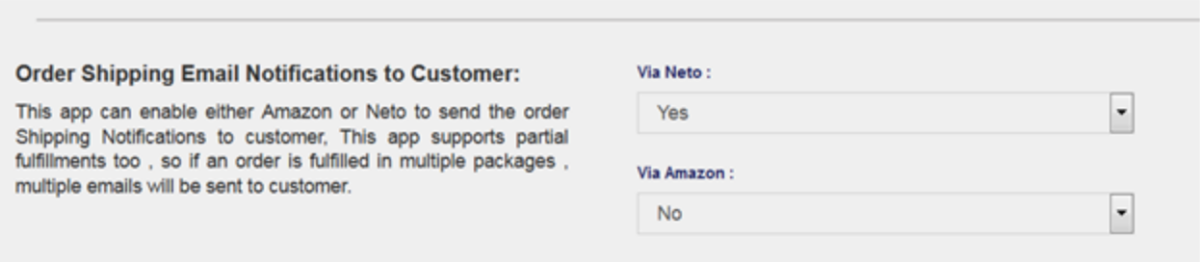 Order Shipping Email Notifications to Customer:
This app can enable either Amazon or Neto to send the order
Shipping Notifications to customer, This app supports partial
fulfillments too , so if an order is fulfilled in multiple packages ,
multiple emails will be sent to customer.
Via Neto :
Yes
Via Amazon :
No